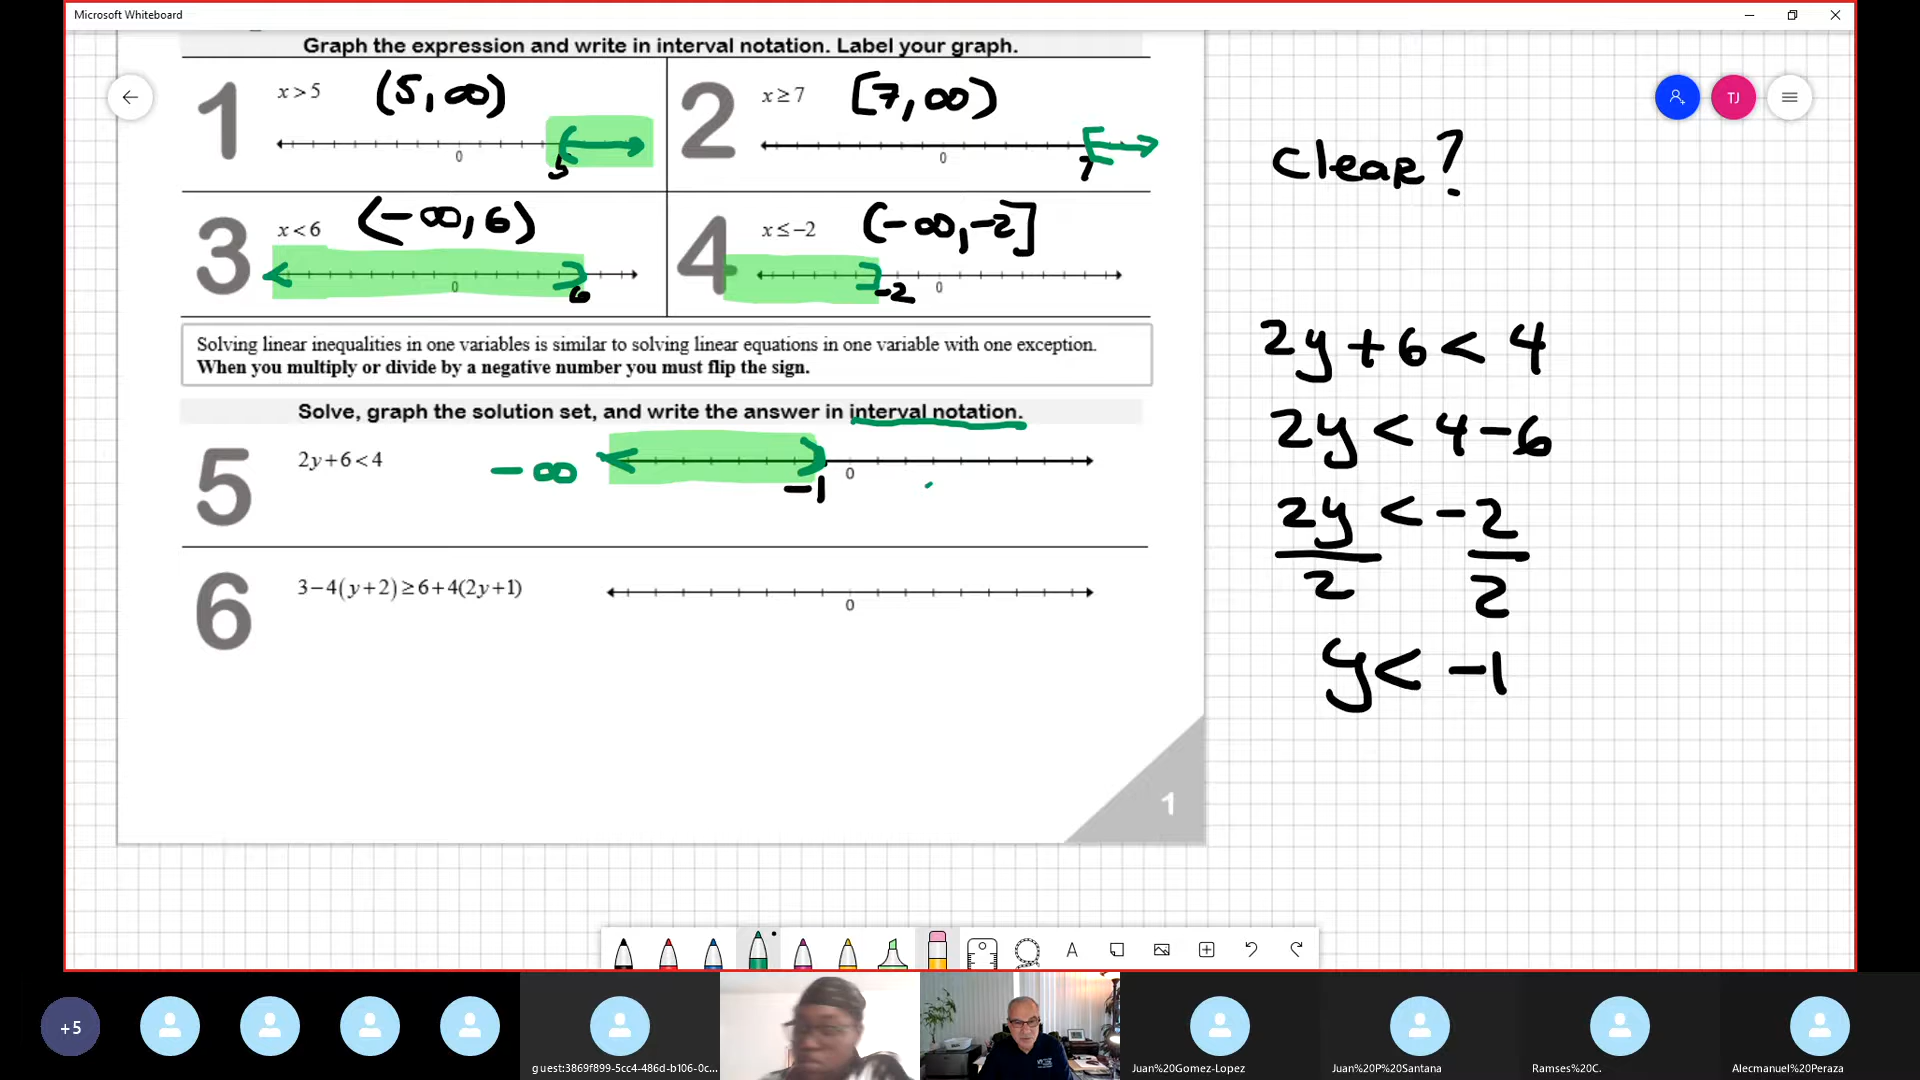 Microsoft Whiteboard
Graph the expression and write in interval notation. Label your graph.
1 x > 5 (5, ∞)
0
5
2 x ≥ 7 [7, ∞)
0
7
3 x < 6 (-∞, 6)
0
6
4 x ≤ -2 (-∞, -2]
0
-2
Solving linear inequalities in one variables is similar to solving linear equations in one variable with one exception.
When you multiply or divide by a negative number you must flip the sign.
Solve, graph the solution set, and write the answer in interval notation.
5 2y+6<4 -∞
0
-1
6 3-4(y+2)≥6+4(2y+1)
0
1
TJ
Clear?
2y + 6 < 4
2y < 4 - 6
2y < -2
2 2
y < -1
A
+5
guest:3869f899-5cc4-486d-b106-0c...
Juan%20Gomez-Lopez
Juan%20P%20Santana
Ramses%20C.
Alecmanuel%20Peraza